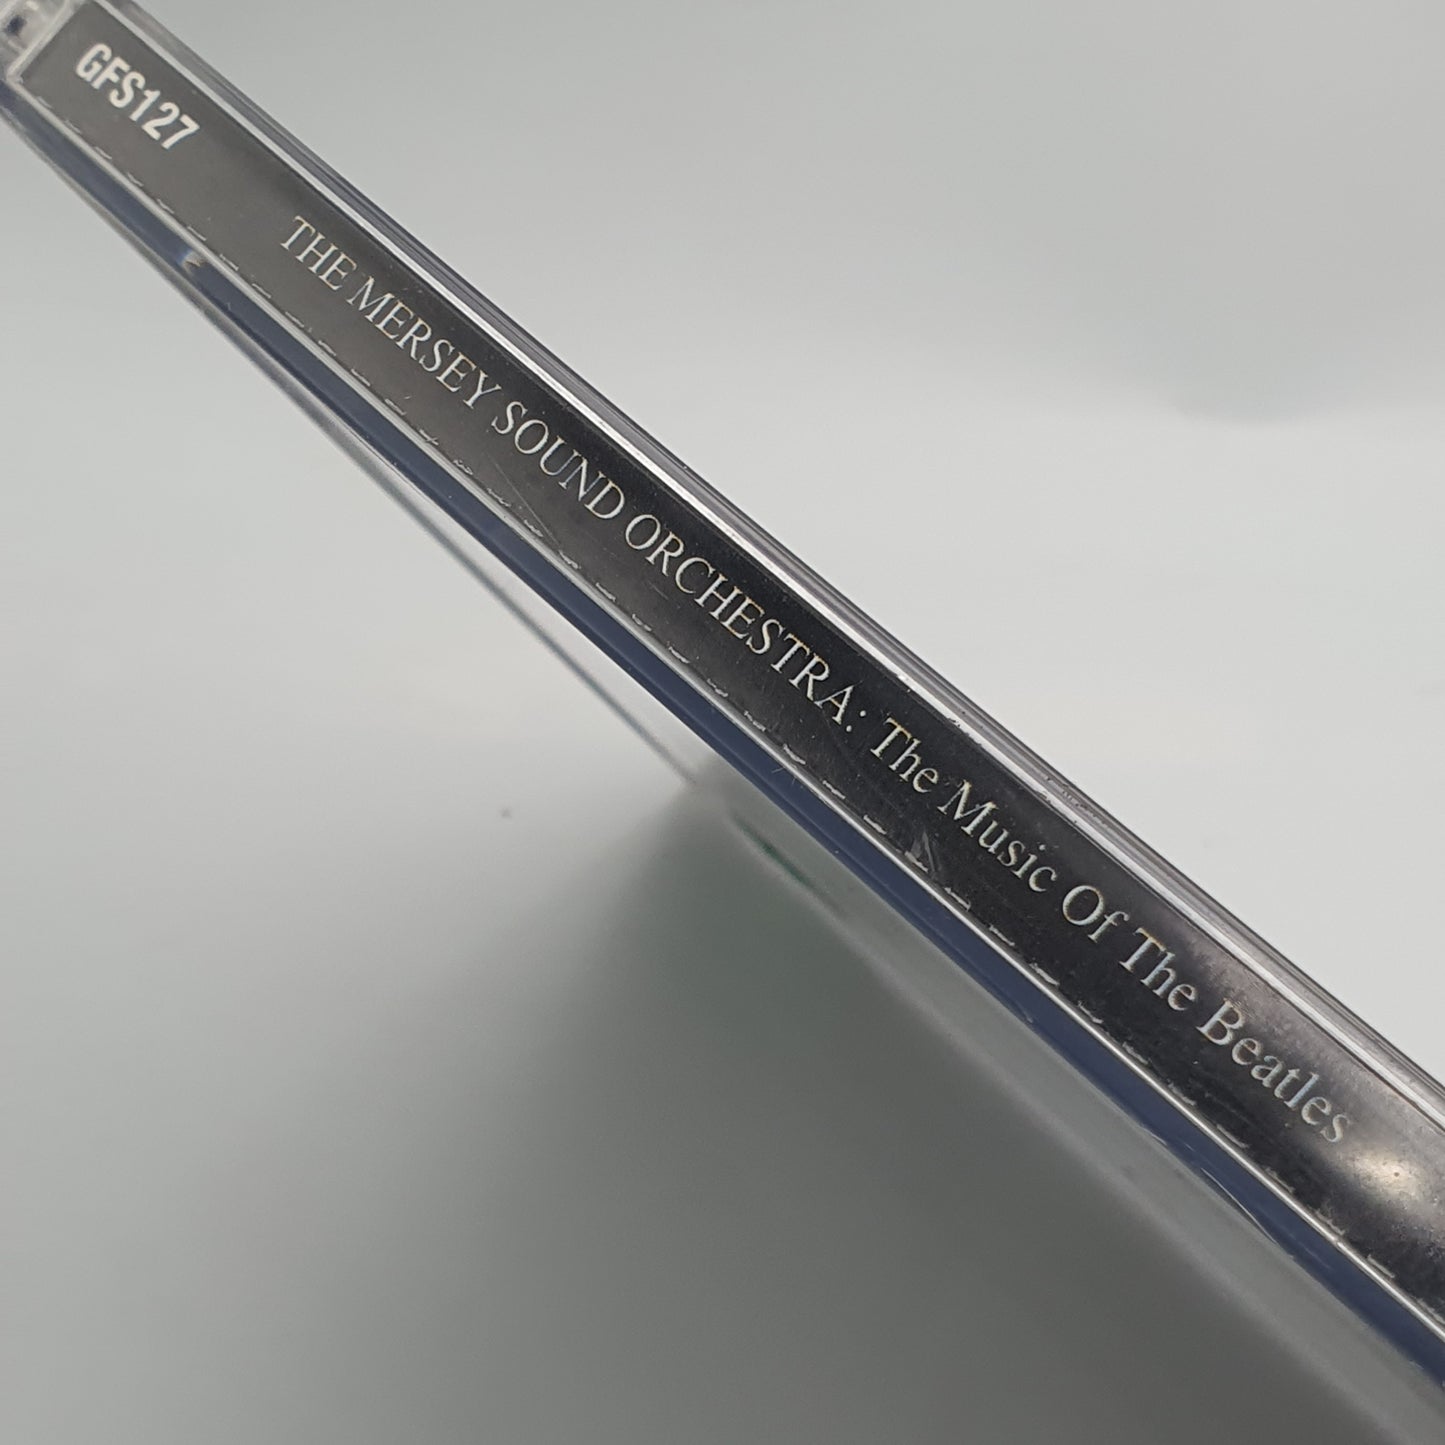 GFS127 THE MERSEY SOUND ORCHESTRA: The Music Of The Beatles